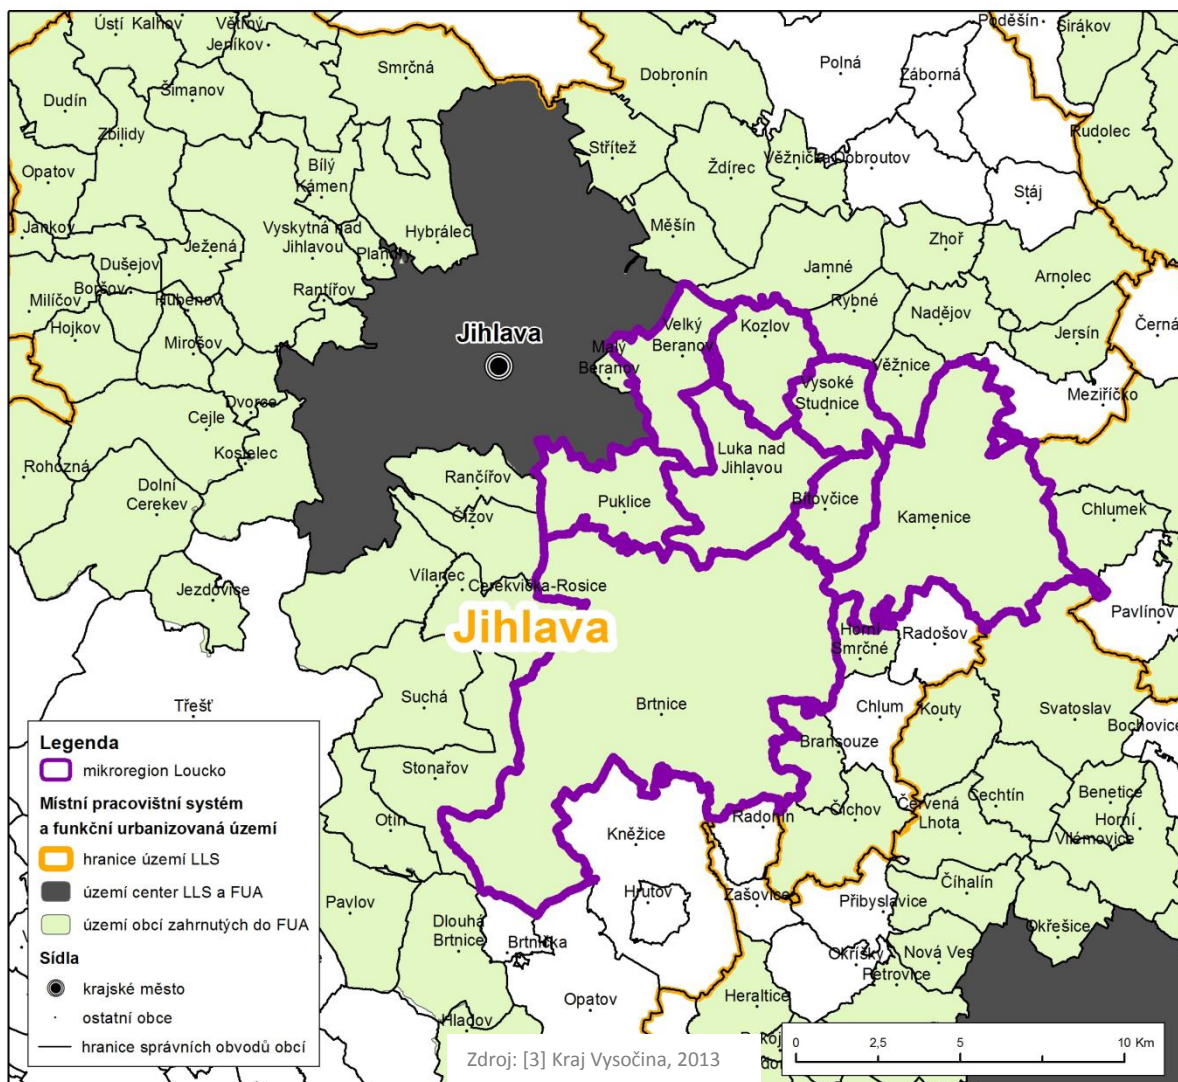 Ústí
Kalhov
Větrný
Jeníkov
Smrčná
Dobronín
Polná
Poděšín
Sirákov
Záborná
Dudín
Šimanov
Zbilidy
Rudolec
Střítež
Ždírec
Věžnička
Dobroutov
Opatov
Bílý
Kámen
Stáj
Jankov
Ježená
Vyskytná nad
Jihlavou
Hybrálec
Plandry
Měšín
Zhoř
Dušejov
Jamné
Arnolec
Milíčov
Boršov
Hubenov
Rantířov
Rybné
Hojkov
Mirošov
Jihlava
Velký
Beranov
Kozlov
Nadějov
Jersín
Černá
Malý
Beranov
Věžnice
Vysoké
Studnice
Meziříčko
Dvorce
Cejle
Kostelec
Rohozná
Dolní
Cerekev
Rančířov
Luka nad
Jihlavou
Puklice
Bítovčice
Čížov
Kamenice
Chlumek
Jezdovice
Vílanec
Cerekvička-Rosice
Pavlínov
Jihlava
Horní
Smrčné
Radošov
Suchá
Brtnice
Chlum
Kouty
Svatoslav
Třešť
Bochovice
Bransouze
Stonařov
Čichov
Červená
Lhota
Čechtín
Benetice
Horní
Vilémovice
Otín
Kněžice
Radonín
Hrutov
Zašovice
Číhalín
Přibyslavice
Pavlov
Dlouhá
Brtnice
Brtnička
Okřešice
Okříšky
Nová Ves
Petrovice
Opatov
Heraltice
Hladov
Legenda
mikroregion Loucko
Místní pracovištní systém
a funkční urbanizovaná území
hranice území LLS
území center LLS a FUA
území obcí zahrnutých do FUA
Sídla
krajské město
ostatní obce
hranice správních obvodů obcí
Zdroj: [3] Kraj Vysočina, 2013
0 2,5 5 10 Km